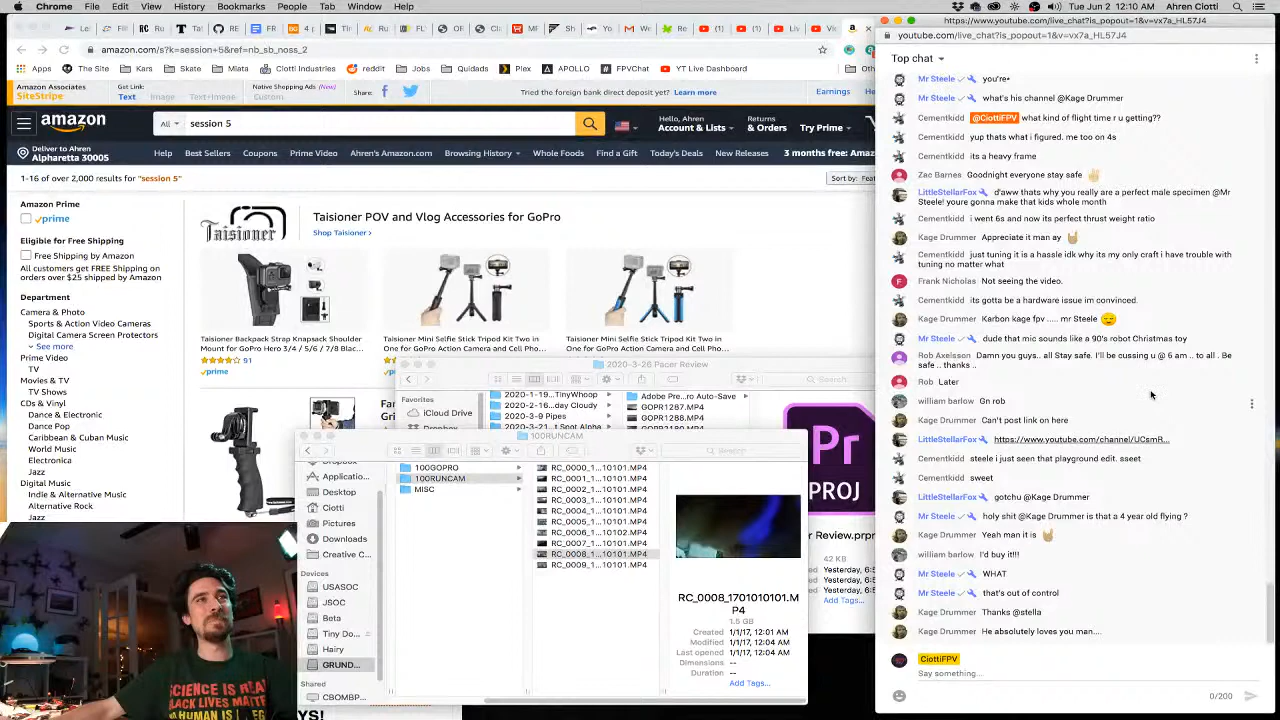 Chrome File Edit View History Bookmarks People Tab Window Help
Tue Jun 2 12:10 AM Ahren Ciotti
https://www.youtube.com/live_chat?is_popout=1&v=vx7a_HL57J4
youtube.com/live_chat?is_popout=1&v=vx7a_HL57J4
amazon.com/s?k=session+5&ref=nb_sb_noss_2
Apps The Site Kars Skate Miata Ciotti Industries reddit Jobs Quidads Plex APOLLO FPVChat YT Live Dashboard
Amazon Associates
SiteStripe
Get Link:
Text Image Text+Image
Native Shopping Ads (New)
Custom
Share:
Tried the foreign bank direct deposit yet? Learn more
Earnings
amazon
Try Prime
All session 5
Hello, Ahren
Account & Lists
Returns
& Orders
Try Prime
Deliver to Ahren
Alpharetta 30005
Help Best Sellers Coupons Prime Video Ahren's Amazon.com Browsing History Whole Foods Find a Gift Today's Deals New Releases 3 months free: Amaz
1-16 of over 2,000 results for "session 5"
Sort by: Fea
Amazon Prime
prime
Eligible for Free Shipping
Free Shipping by Amazon
All customers get FREE Shipping on
orders over $25 shipped by Amazon
Department
Camera & Photo
Sports & Action Video Cameras
Digital Camera Screen Protectors
See more
Prime Video
TV
Movies & TV
TV Shows
CDs & Vinyl
Dance & Electronic
Dance Pop
Caribbean & Cuban Music
World Music
Electronica
Jazz
Digital Music
Indie & Alternative
Alternative Rock
Jazz
Taisioner
Taisioner POV and Vlog Accessories for GoPro
Shop Taisioner ›
Taisioner Backpack Strap Knapsack Shoulder
Mount for GoPro Hero 3/4 / 5/6 / 7/8 Blac...
51
prime
Taisioner Mini Selfie Stick Tripod Kit Two in
One for GoPro Action Camera and Cell Pho...
Taisioner Mini Selfie Stick Tripod Kit Two in
One for GoPro Action Camera and Cell Pho...
2020-3-26 Pacer Review
Search
Favorites
iCloud Drive
2020-1-19...TinyWhoop
2020-2-16...day Cloudy
2020-3-9 Pipes
Adobe Pre...o Auto-Save
GOPR1287.MP4
GOPR1288.MP4
100RUNCAM
Applicatio...
Desktop
Ciotti
Pictures
Downloads
Creative C...
Devices
USASOC
JSOC
Beta
Tiny Do...
Hairy
GRUND...
Shared
CBOMBP...
100GOPRO
100RUNCAM
MISC
RC_0000_1...10101.MP4
RC_0001_1...10101.MP4
RC_0002_1...10101.MP4
RC_0003_1...10101.MP4
RC_0004_1...10101.MP4
RC_0005_1...10101.MP4
RC_0006_1...10102.MP4
RC_0007_1...10101.MP4
RC_0008_1...10101.MP4
RC_0009_1...10101.MP4
RC_0008_1701010101.M
P4
1.5 GB
Created 1/1/17, 12:01 AM
Modified 1/1/17, 12:04 AM
Last opened 1/1/17, 12:04 AM
Dimensions --
Duration --
Add Tags...
Pr
PROJ
r Review.prpr
42 KB
Yesterday, 6:5
Yesterday, 6:5
Yesterday, 6:5
Add Tags...
SCIENCE IS REA
BLACK LIVES MATTE
HUMAN IS
LEG
YS!
Top chat
Mr Steele you're*
Mr Steele what's his channel @Kage Drummer
Cementkidd @CiottiFPV what kind of flight time r u getting??
Cementkidd yup thats what i figured. me too on 4s
Cementkidd its a heavy frame
Zac Barnes Goodnight everyone stay safe
LittleStellarFox d'aww thats why you really are a perfect male specimen @Mr
Steele! youre gonna make that kids whole month
Cementkidd i went 6s and now its perfect thrust weight ratio
Kage Drummer Appreciate it man ay
Cementkidd just tuning it is a hassle idk why its my only craft i have trouble with
tuning no matter what
Frank Nicholas Not seeing the video.
Cementkidd its gotta be a hardware issue im convinced.
Kage Drummer Karbon kage fpv ..... mr Steele
Mr Steele dude that mic sounds like a 90's robot Christmas toy
Rob Axelsson Damn you guys.. all Stay safe. I'll be cussing u @ 6 am .. to all . Be
safe .. thanks ..
Rob Later
william barlow Gn rob
Kage Drummer Can't post link on here
LittleStellarFox https://www.youtube.com/channel/UCsmR...
Cementkidd steele i just seen that playground edit. sseet
Cementkidd sweet
LittleStellarFox gotchu @Kage Drummer
Mr Steele holy shit @Kage Drummer is that a 4 year old flying ?
Kage Drummer Yeah man it is
william barlow I'd buy it!!!
Mr Steele WHAT
Mr Steele that's out of control
Kage Drummer Thanks @stella
Kage Drummer He absolutely loves you man....
CiottiFPV
Say something...
0/200